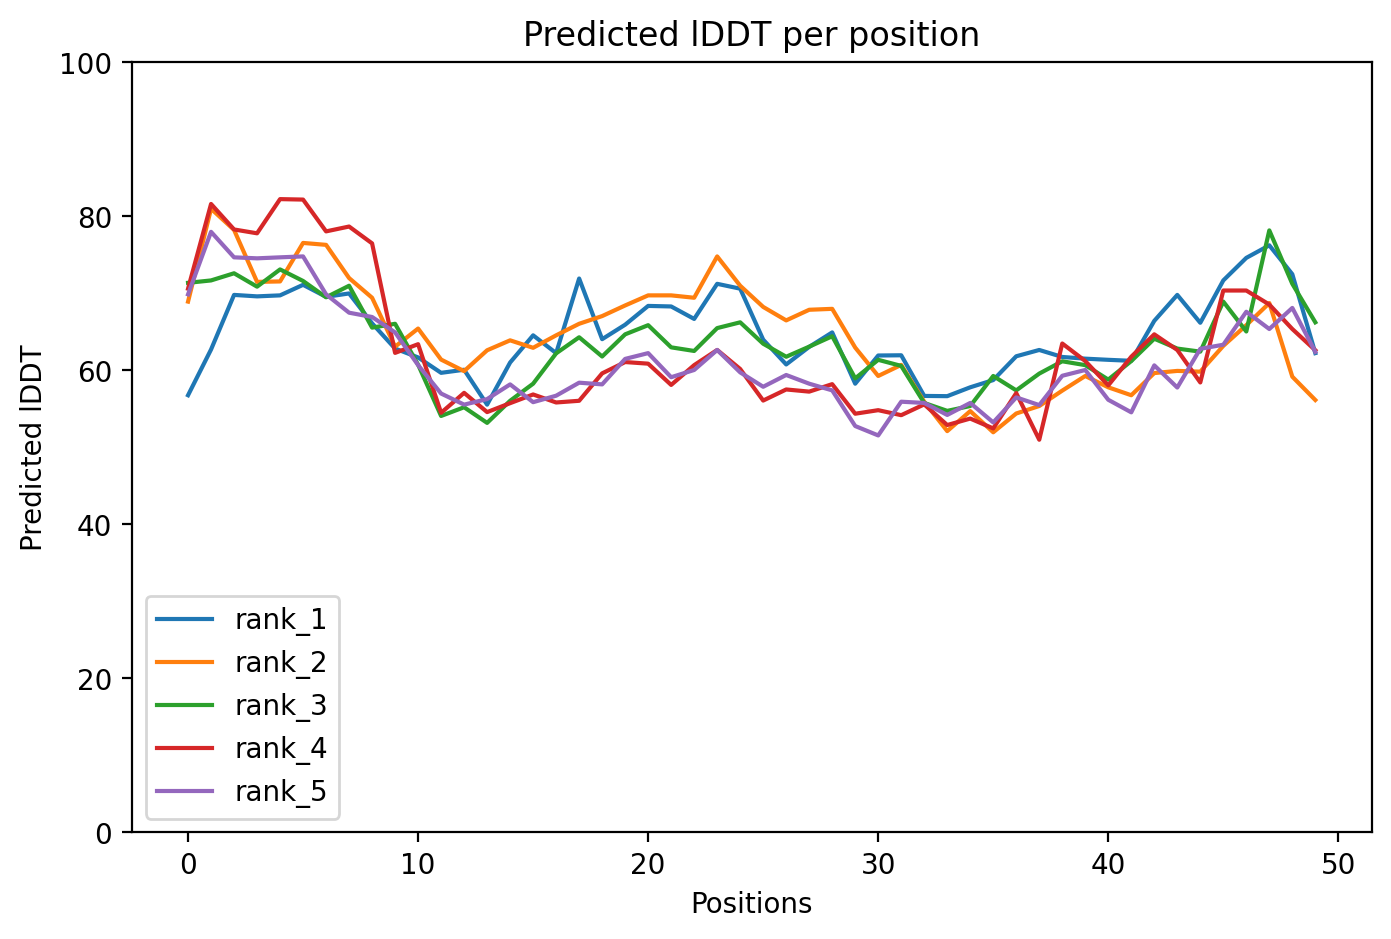 Predicted lDDT per position
100
80
60
40
20
0
Predicted lDDT
rank_1
rank_2
rank_3
rank_4
rank_5
0 10 20 30 40 50
Positions